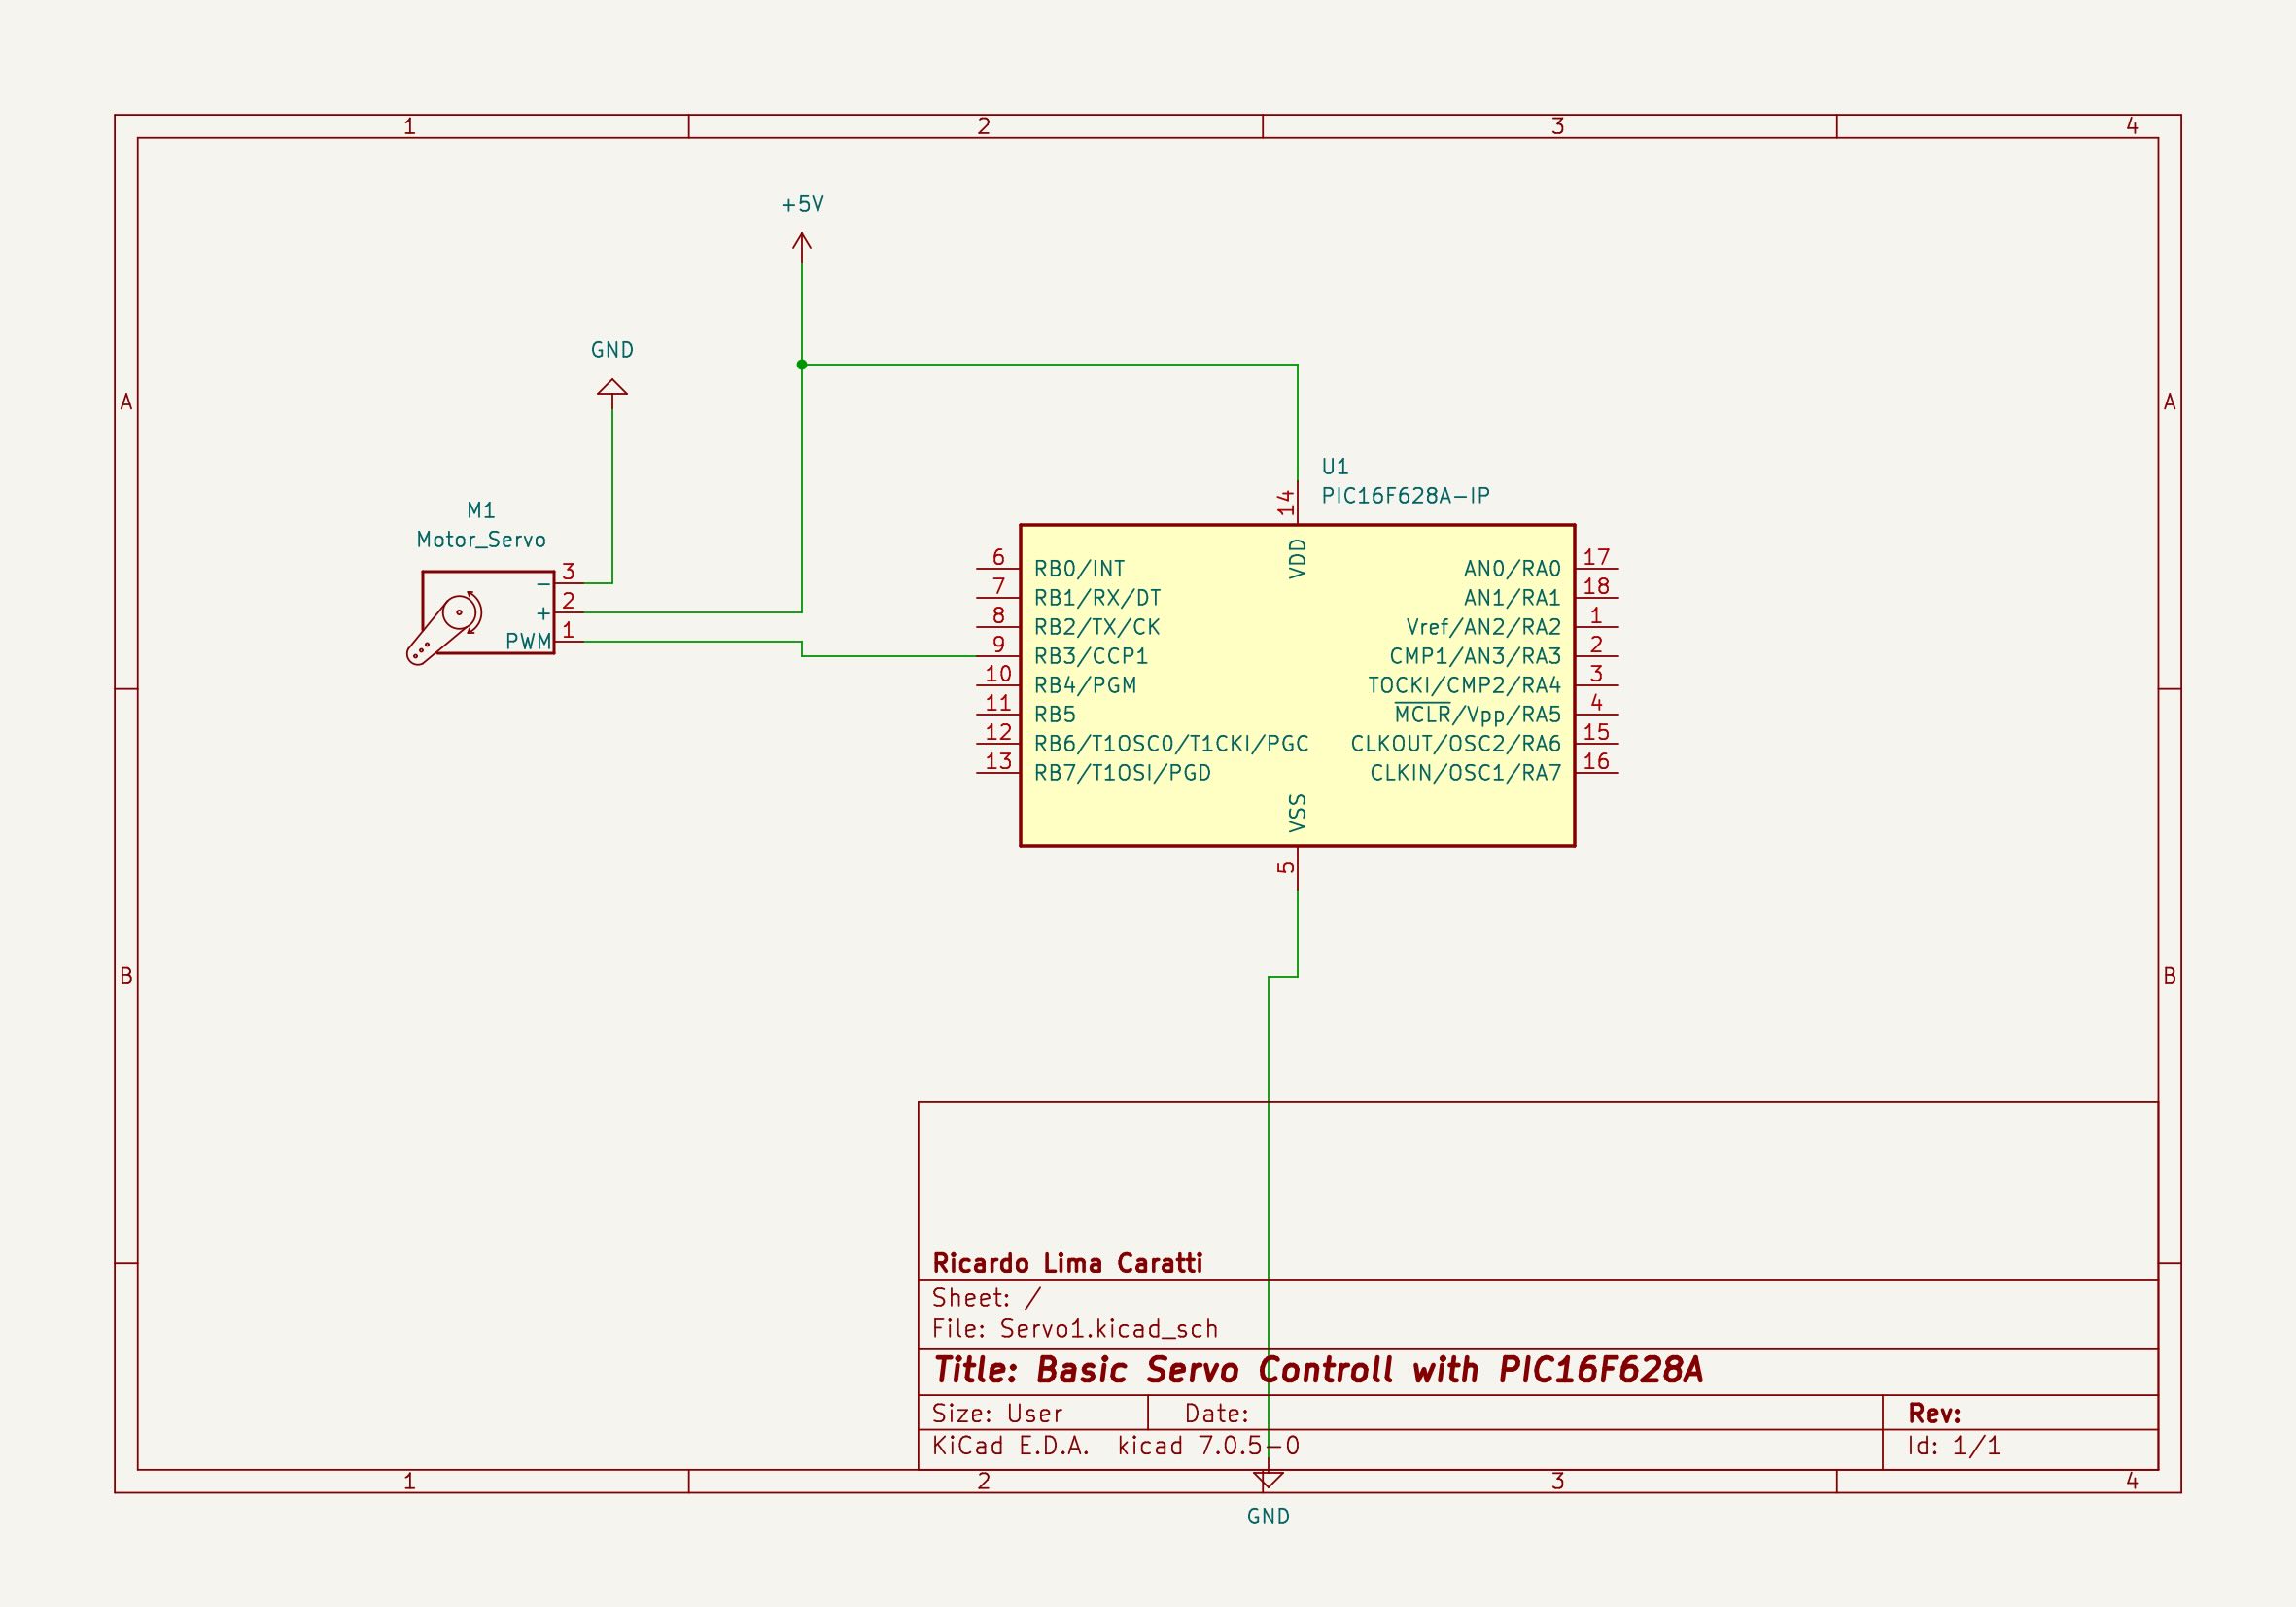 1 2 3 4
+5V
GND
A A
U1
PIC16F628A-IP
M1
Motor_Servo
14
VDD
3 -
2 +
1 PWM
6 RB0/INT AN0/RA0 17
7 RB1/RX/DT AN1/RA1 18
8 RB2/TX/CK Vref/AN2/RA2 1
9 RB3/CCP1 CMP1/AN3/RA3 2
10 RB4/PGM TOCKI/CMP2/RA4 3
11 RB5 MCLR/Vpp/RA5 4
12 RB6/T1OSC0/T1CKI/PGC CLKOUT/OSC2/RA6 15
13 RB7/T1OSI/PGD CLKIN/OSC1/RA7 16
VSS
5
B B
Ricardo Lima Caratti
Sheet: /
File: Servo1.kicad_sch
Title: Basic Servo Controll with PIC16F628A
Size: User Date: Rev:
KiCad E.D.A. kicad 7.0.5-0 Id: 1/1
1 2 3 4
GND